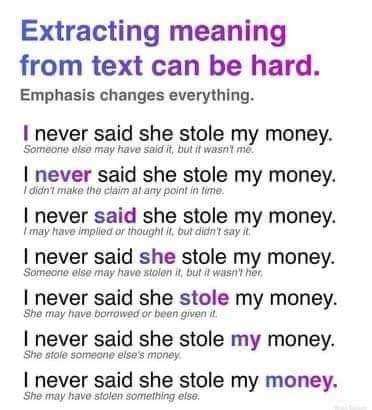 Extracting meaning
from text can be hard.
Emphasis changes everything.
I never said she stole my money.
Someone else may have said it, but it wasn't me.
I never said she stole my money.
I didn't make the claim at any point in time.
I never said she stole my money.
I may have implied or thought it, but didn't say it.
I never said she stole my money.
Someone else may have stolen it, but it wasn't her.
I never said she stole my money.
She may have borrowed or been given it.
I never said she stole my money.
She stole someone else's money.
I never said she stole my money.
She may have stolen something else.